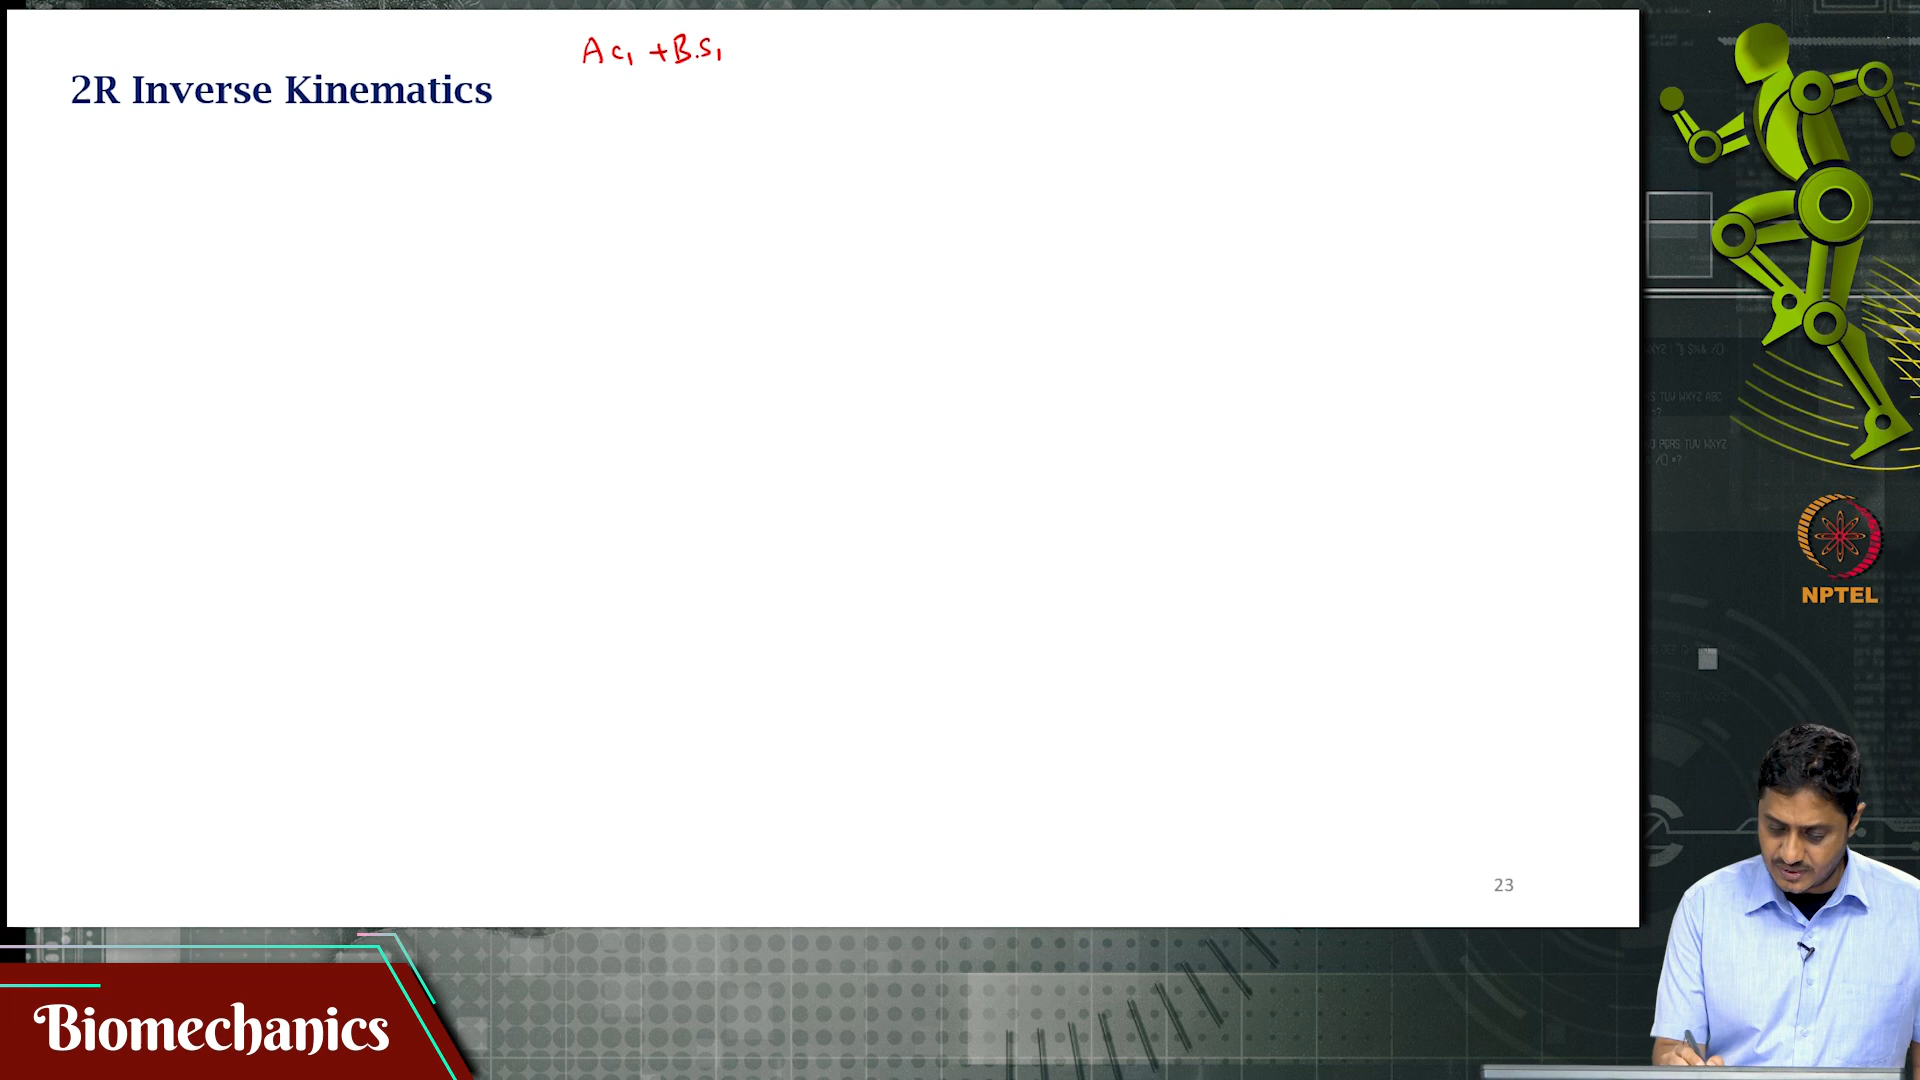 A c₁ + B.s₁
2R Inverse Kinematics
23
NPTEL
Biomechanics